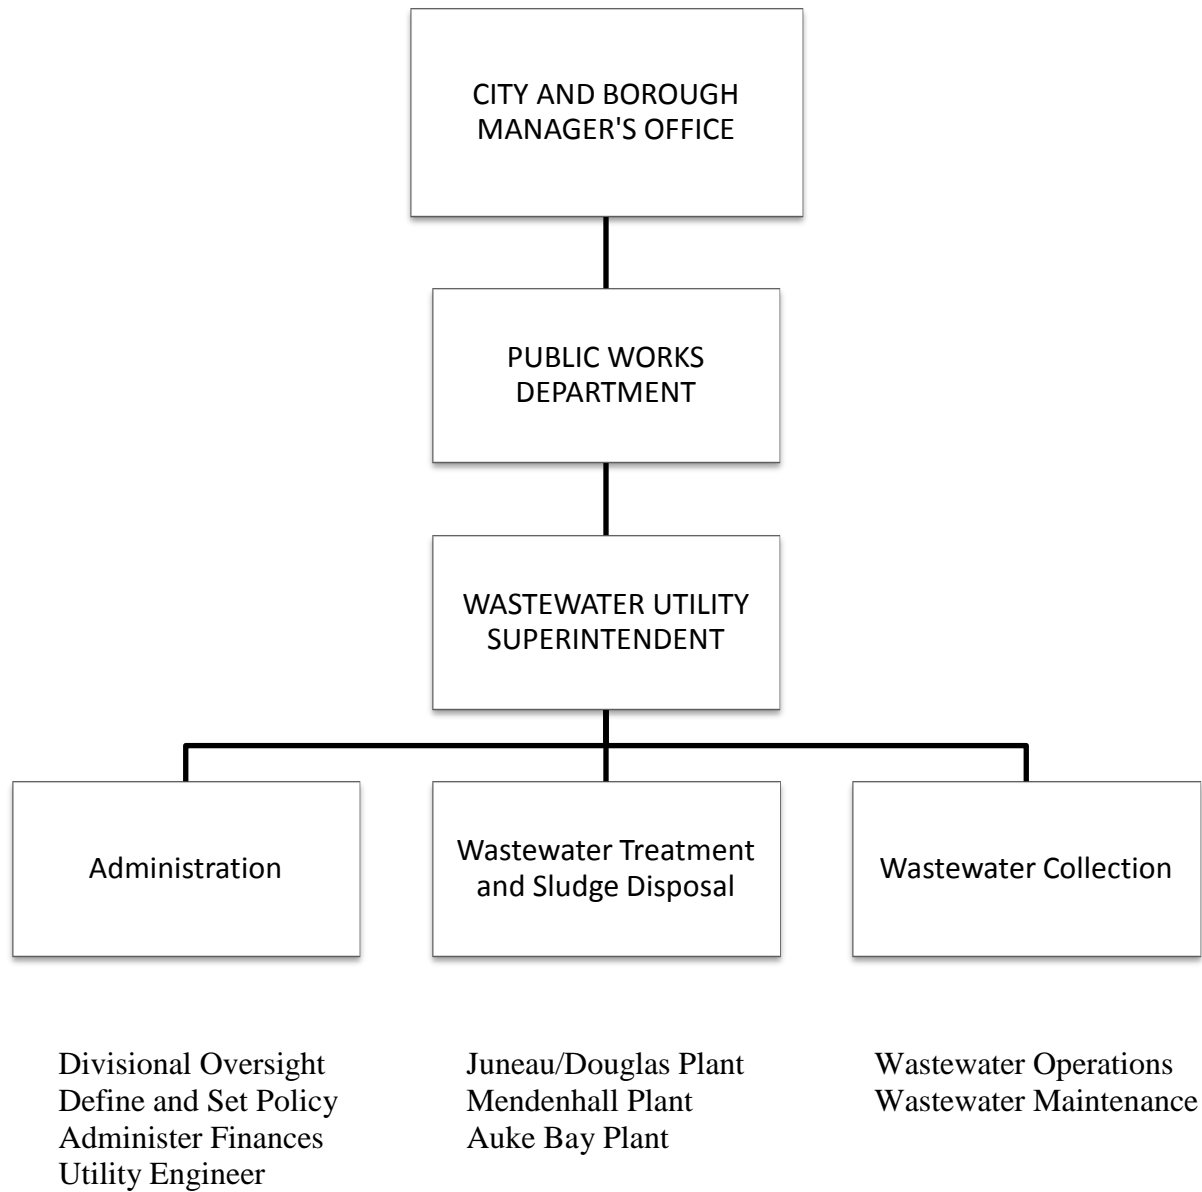 CITY AND BOROUGH
MANAGER'S OFFICE
PUBLIC WORKS
DEPARTMENT
WASTEWATER UTILITY
SUPERINTENDENT
Administration
Wastewater Treatment
and Sludge Disposal
Wastewater Collection
Divisional Oversight
Define and Set Policy
Administer Finances
Utility Engineer
Juneau/Douglas Plant
Mendenhall Plant
Auke Bay Plant
Wastewater Operations
Wastewater Maintenance